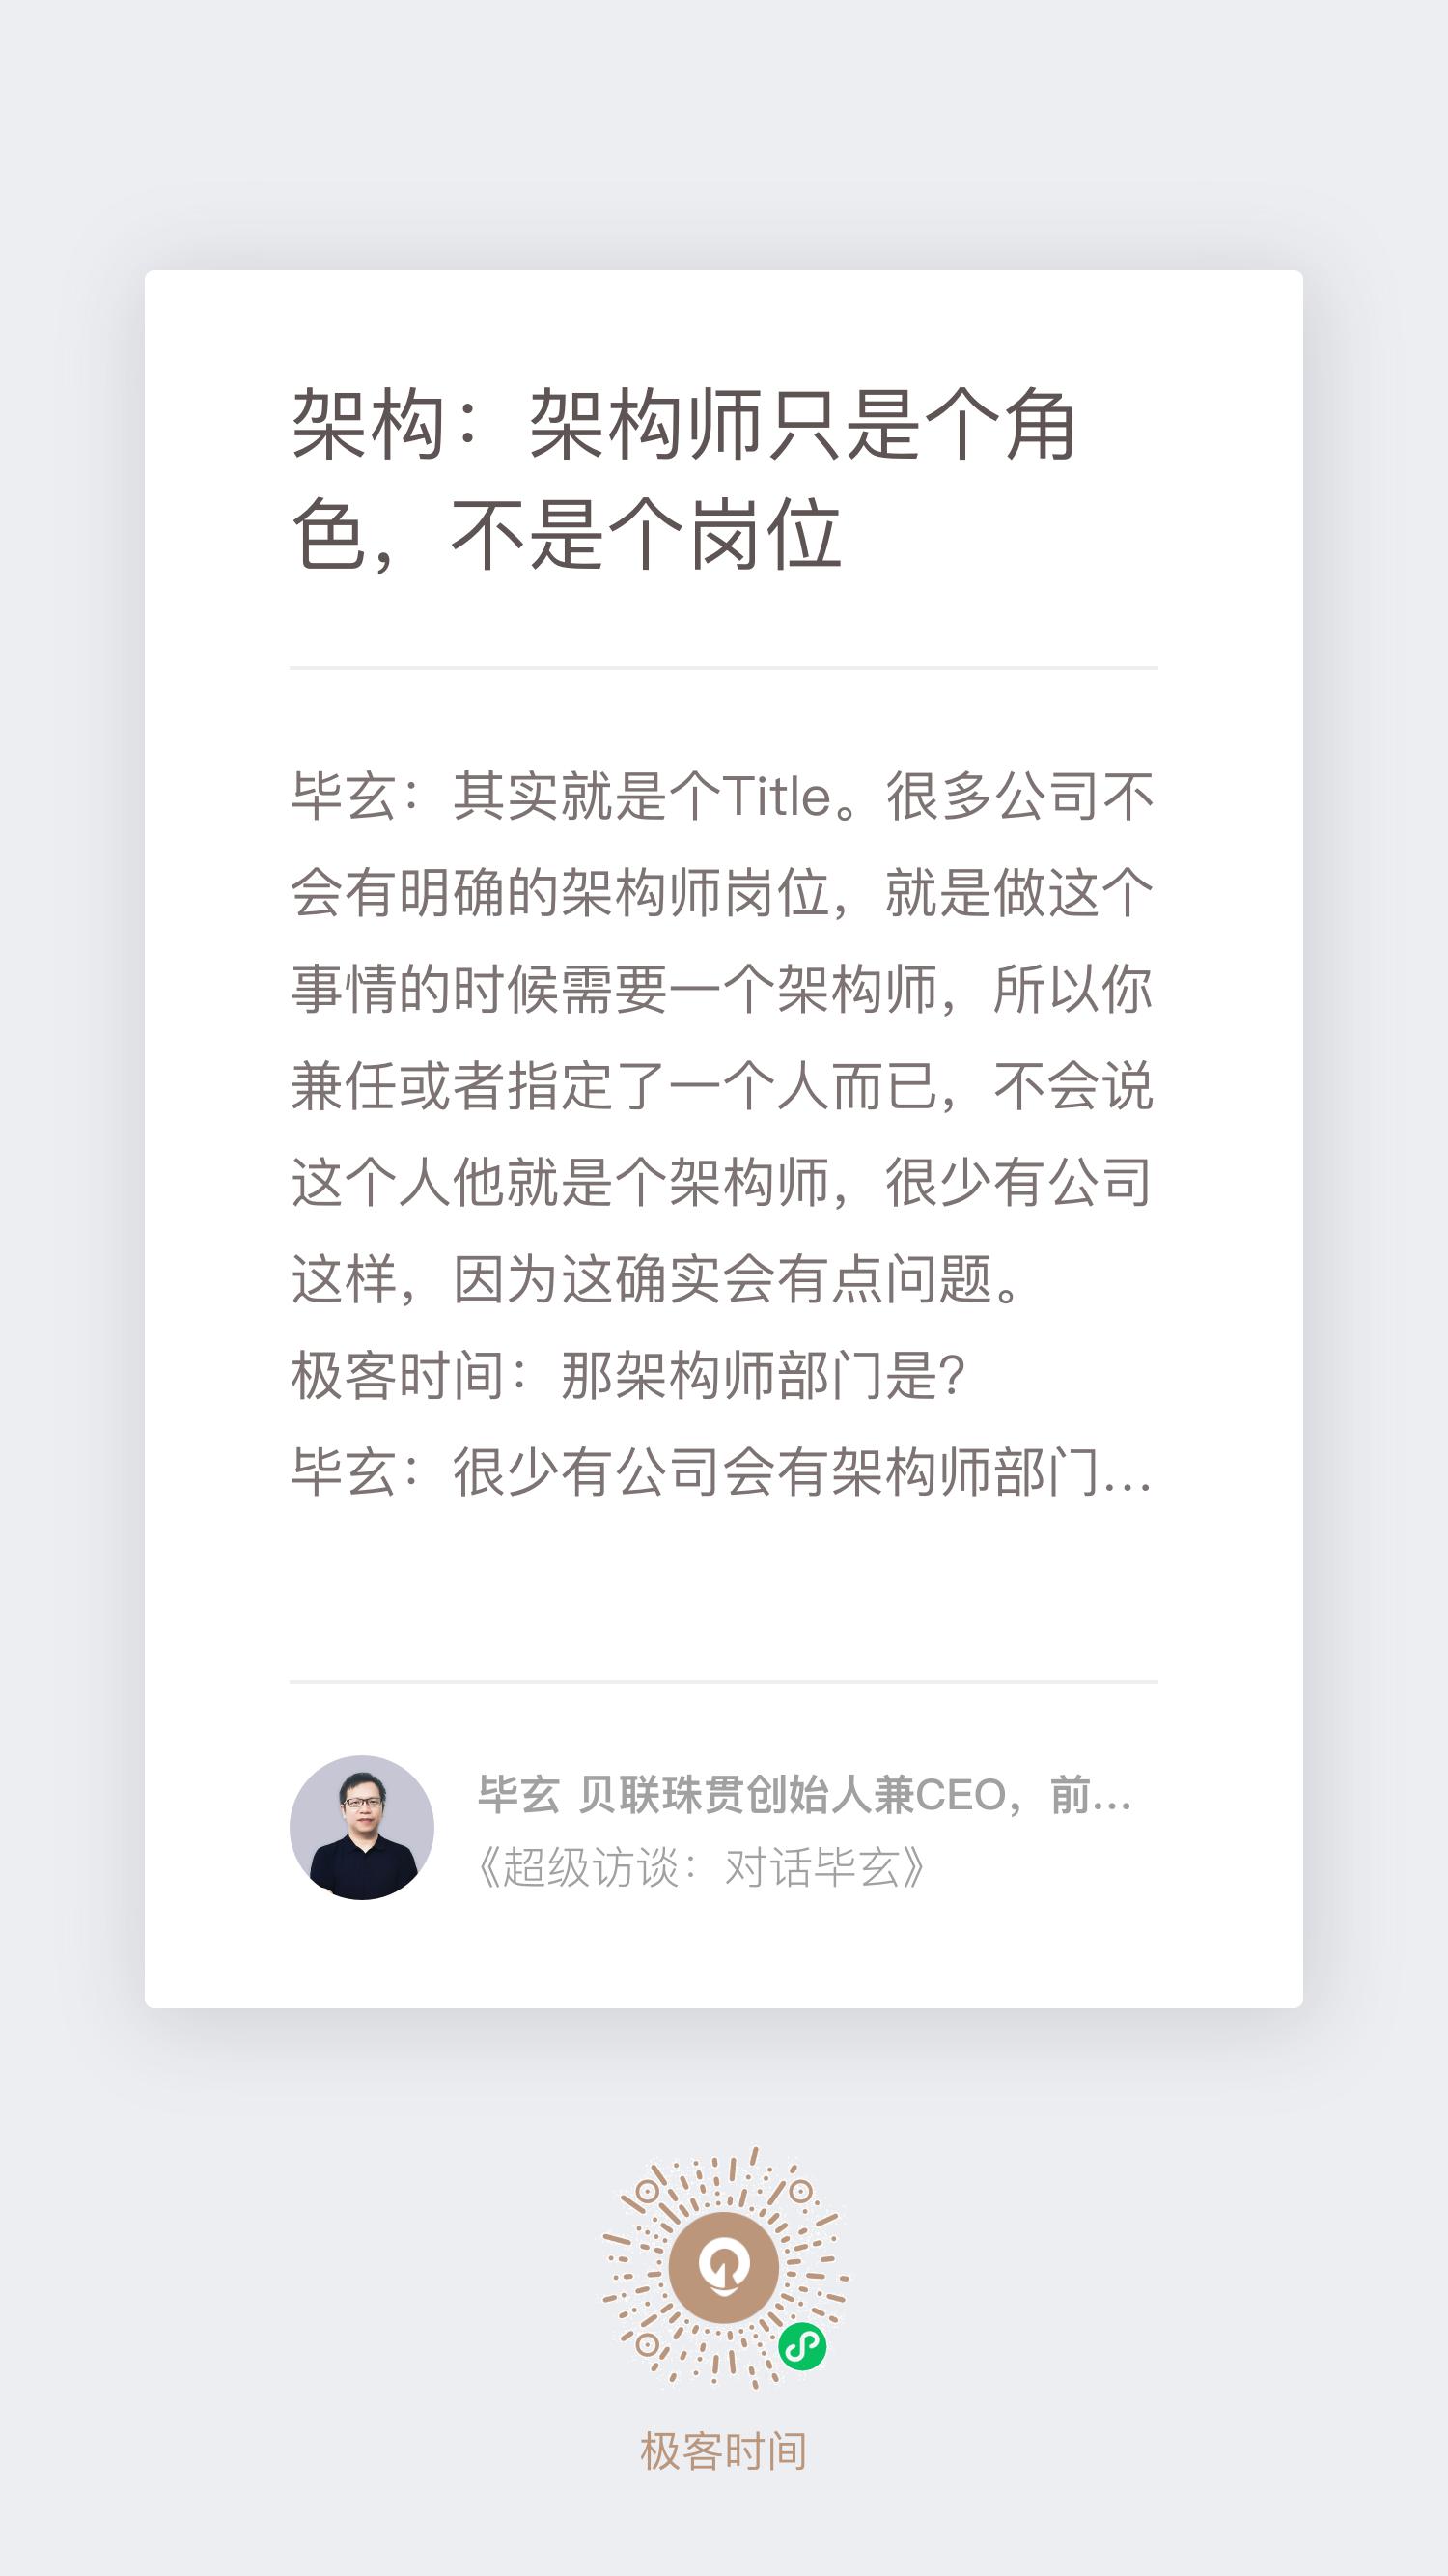 架构：架构师只是个角
色，不是个岗位
毕玄：其实就是个Title。很多公司不
会有明确的架构师岗位，就是做这个
事情的时候需要一个架构师，所以你
兼任或者指定了一个人而已，不会说
这个人他就是个架构师，很少有公司
这样，因为这确实会有点问题。
极客时间：那架构师部门是?
毕玄：很少有公司会有架构师部门...
毕玄 贝联珠贯创始人兼CEO，前...
《超级访谈：对话毕玄》
极客时间